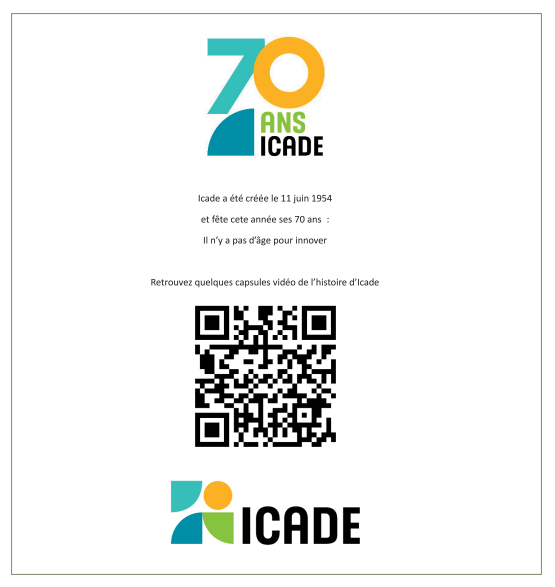 70
ANS
ICADE
Icade a été créée le 11 juin 1954
et fête cete année ses 70 ans :
Il n’y a pas d’âge pour innover
Retrouvez quelques capsules vidéo de l’histoire d’Icade
ICADE